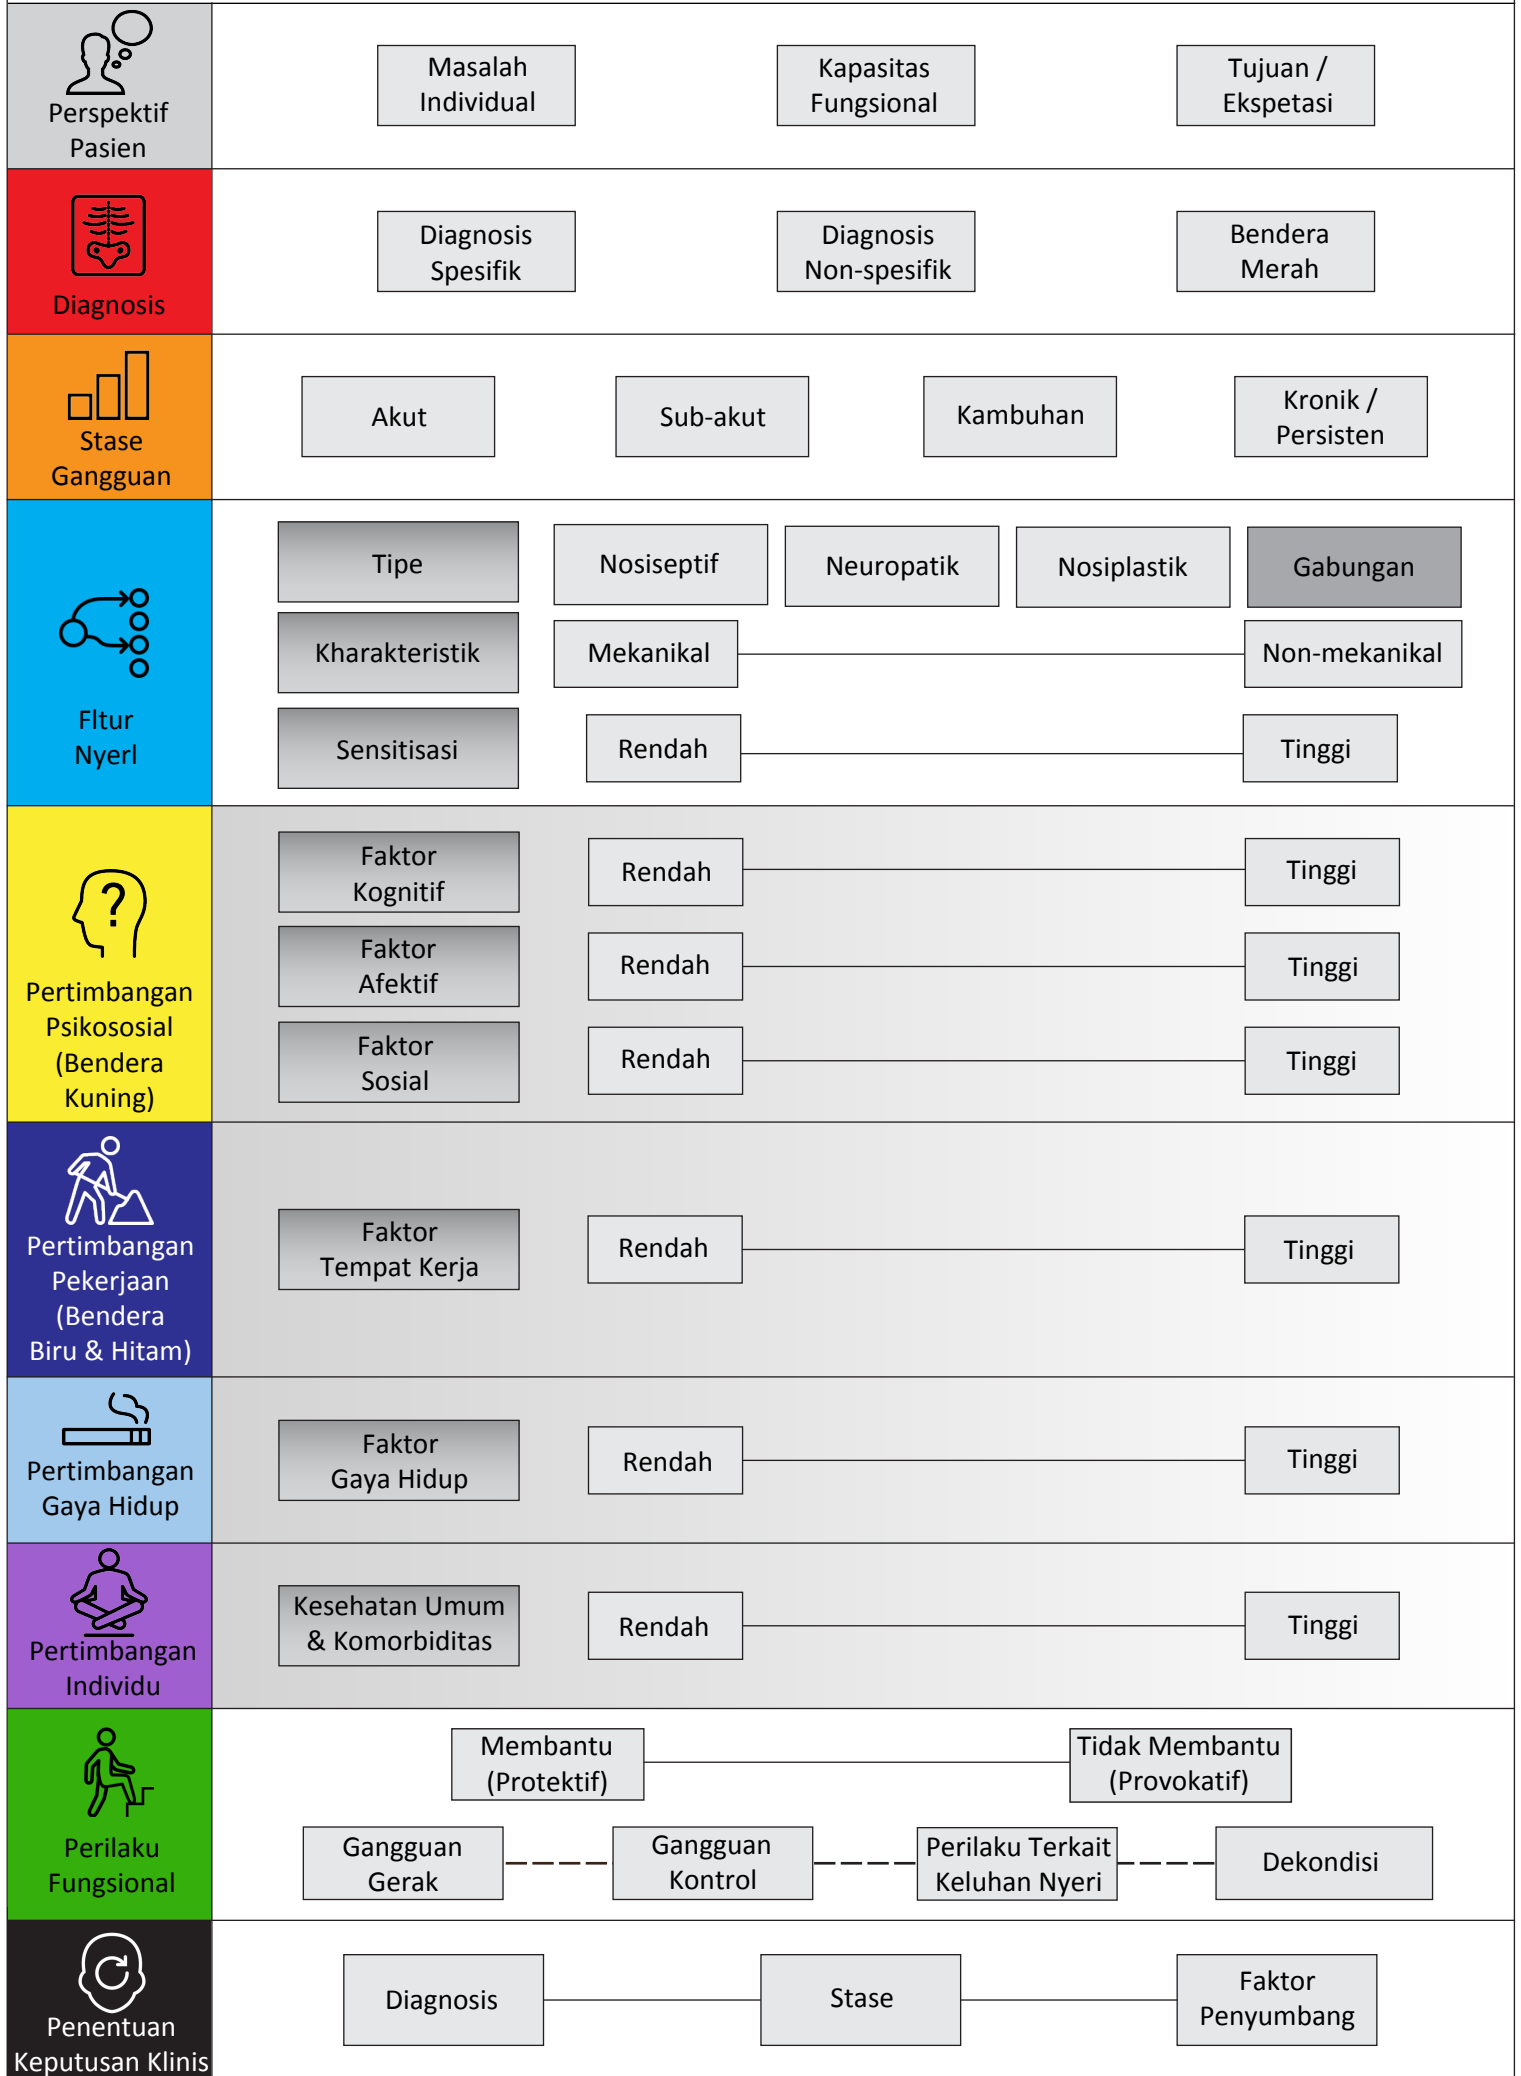 Perspektif
Pasien
Masalah
Individual
Kapasitas
Fungsional
Tujuan /
Ekspetasi
Diagnosis
Diagnosis
Spesifik
Diagnosis
Non-spesifik
Bendera
Merah
Stase
Gangguan
Akut
Sub-akut
Kambuhan
Kronik /
Persisten
Fltur
Nyerl
Tipe
Nosiseptif
Neuropatik
Nosiplastik
Gabungan
Kharakteristik
Mekanikal
Non-mekanikal
Sensitisasi
Rendah
Tinggi
Pertimbangan
Psikososial
(Bendera
Kuning)
Faktor
Kognitif
Rendah
Tinggi
Faktor
Afektif
Rendah
Tinggi
Faktor
Sosial
Rendah
Tinggi
Pertimbangan
Pekerjaan
(Bendera
Biru & Hitam)
Faktor
Tempat Kerja
Rendah
Tinggi
Pertimbangan
Gaya Hidup
Faktor
Gaya Hidup
Rendah
Tinggi
Pertimbangan
Individu
Kesehatan Umum
& Komorbiditas
Rendah
Tinggi
Perilaku
Fungsional
Membantu
(Protektif)
Tidak Membantu
(Provokatif)
Gangguan
Gerak
Gangguan
Kontrol
Perilaku Terkait
Keluhan Nyeri
Dekondisi
Penentuan
Keputusan Klinis
Diagnosis
Stase
Faktor
Penyumbang